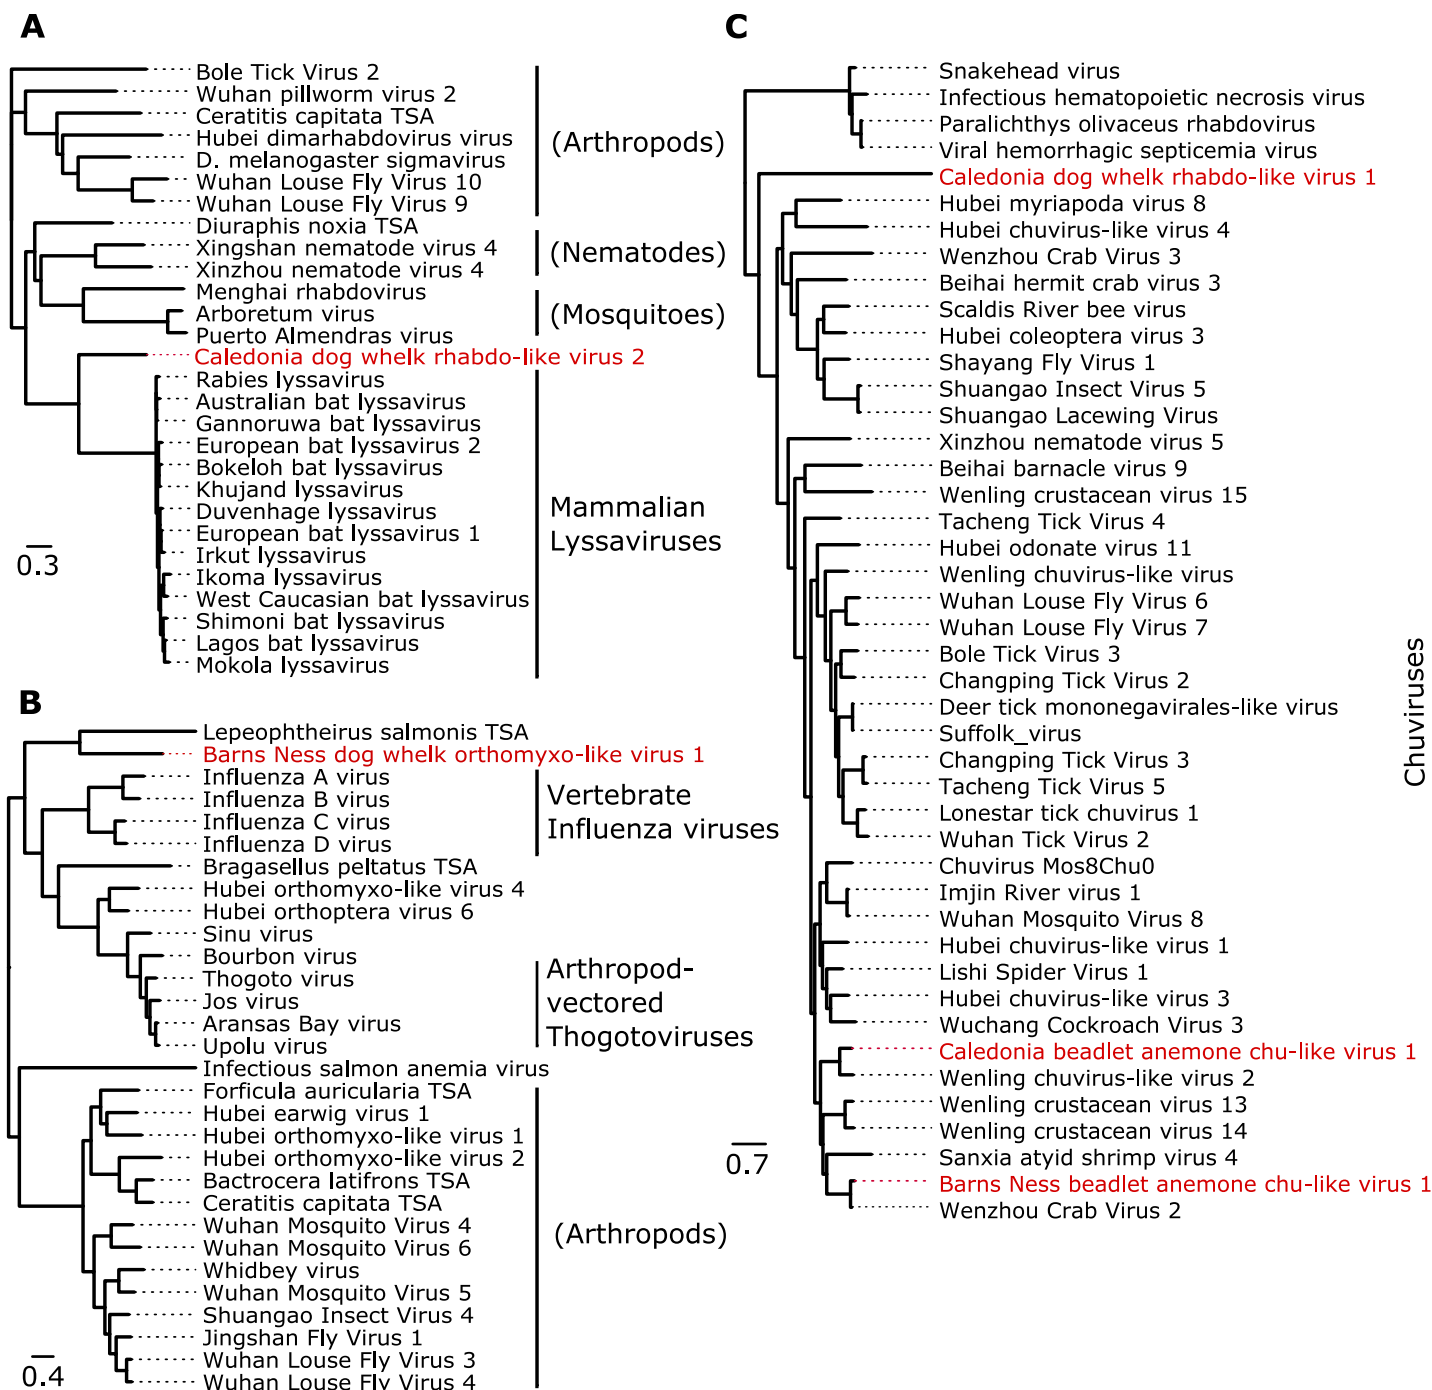 A
Bole Tick Virus 2
Wuhan pillworm virus 2
Ceratitis capitata TSA
Hubei dimarhabdovirus virus
D. melanogaster sigmavirus
Wuhan Louse Fly Virus 10
Wuhan Louse Fly Virus 9
(Arthropods)
Diuraphis noxia TSA
Xingshan nematode virus 4
Xinzhou nematode virus 4
(Nematodes)
Menghai rhabdovirus
Arboretum virus
Puerto Almendras virus
(Mosquitoes)
Caledonia dog whelk rhabdo-like virus 2
Rabies lyssavirus
Australian bat lyssavirus
Gannoruwa bat lyssavirus
European bat lyssavirus 2
Bokeloh bat lyssavirus
Khujand lyssavirus
Duvenhage lyssavirus
European bat lyssavirus 1
Irkut lyssavirus
Ikoma lyssavirus
West Caucasian bat lyssavirus
Shimoni bat lyssavirus
Lagos bat lyssavirus
Mokola lyssavirus
Mammalian
Lyssaviruses
0.3
B
Lepeophtheirus salmonis TSA
Barns Ness dog whelk orthomyxo-like virus 1
Influenza A virus
Influenza B virus
Influenza C virus
Influenza D virus
Vertebrate
Influenza viruses
Bragasellus peltatus TSA
Hubei orthomyxo-like virus 4
Hubei orthoptera virus 6
Sinu virus
Bourbon virus
Thogoto virus
Jos virus
Aransas Bay virus
Upolu virus
Arthropod-
vectored
Thogotoviruses
Infectious salmon anemia virus
Forficula auricularia TSA
Hubei earwig virus 1
Hubei orthomyxo-like virus 1
Hubei orthomyxo-like virus 2
Bactrocera latifrons TSA
Ceratitis capitata TSA
Wuhan Mosquito Virus 4
Wuhan Mosquito Virus 6
Whidbey virus
Wuhan Mosquito Virus 5
Shuangao Insect Virus 4
Jingshan Fly Virus 1
Wuhan Louse Fly Virus 3
Wuhan Louse Fly Virus 4
(Arthropods)
0.4
C
Snakehead virus
Infectious hematopoietic necrosis virus
Paralichthys olivaceus rhabdovirus
Viral hemorrhagic septicemia virus
Caledonia dog whelk rhabdo-like virus 1
Hubei myriapoda virus 8
Hubei chuvirus-like virus 4
Wenzhou Crab Virus 3
Beihai hermit crab virus 3
Scaldis River bee virus
Hubei coleoptera virus 3
Shayang Fly Virus 1
Shuangao Insect Virus 5
Shuangao Lacewing Virus
Xinzhou nematode virus 5
Beihai barnacle virus 9
Wenling crustacean virus 15
Tacheng Tick Virus 4
Hubei odonate virus 11
Wenling chuvirus-like virus
Wuhan Louse Fly Virus 6
Wuhan Louse Fly Virus 7
Bole Tick Virus 3
Changping Tick Virus 2
Deer tick mononegavirales-like virus
Suffolk_virus
Changping Tick Virus 3
Tacheng Tick Virus 5
Lonestar tick chuvirus 1
Wuhan Tick Virus 2
Chuvirus Mos8Chu0
Imjin River virus 1
Wuhan Mosquito Virus 8
Hubei chuvirus-like virus 1
Lishi Spider Virus 1
Hubei chuvirus-like virus 3
Wuchang Cockroach Virus 3
Caledonia beadlet anemone chu-like virus 1
Wenling chuvirus-like virus 2
Wenling crustacean virus 13
Wenling crustacean virus 14
Sanxia atyid shrimp virus 4
Barns Ness beadlet anemone chu-like virus 1
Wenzhou Crab Virus 2
Chuviruses
0.7